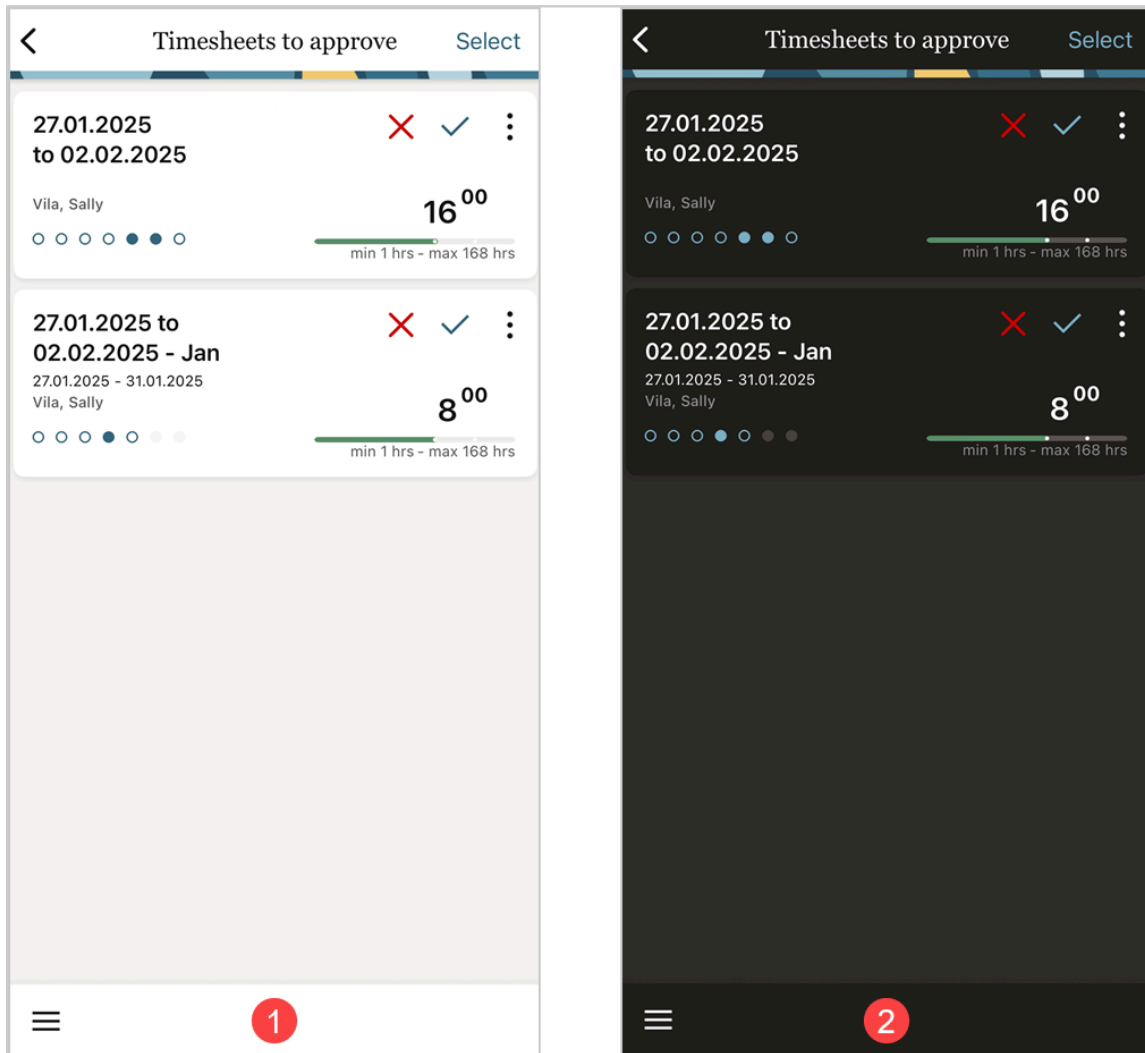 Timesheets to approve
Select
27.01.2025
to 02.02.2025
Vila, Sally
16 00
min 1 hrs - max 168 hrs
27.01.2025 to
02.02.2025 - Jan
27.01.2025 - 31.01.2025
Vila, Sally
8 00
min 1 hrs - max 168 hrs
1
Timesheets to approve
Select
27.01.2025
to 02.02.2025
Vila, Sally
16 00
min 1 hrs - max 168 hrs
27.01.2025 to
02.02.2025 - Jan
27.01.2025 - 31.01.2025
Vila, Sally
8 00
min 1 hrs - max 168 hrs
2